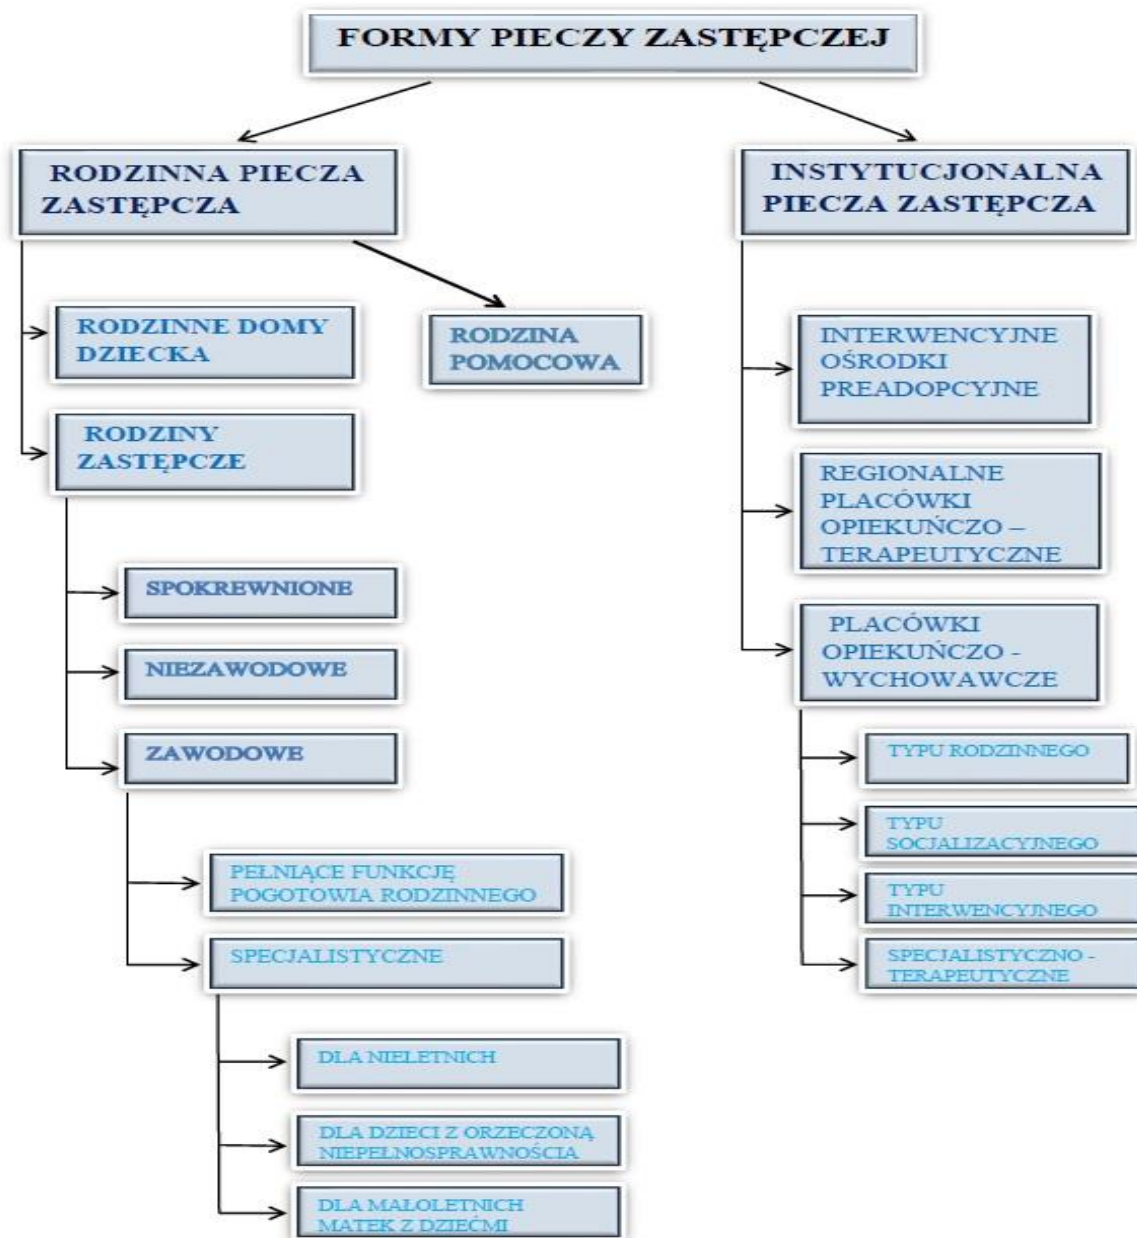 FORMY PIECZY ZASTĘPCZEJ
RODZINNA PIECZA
ZASTĘPCZA
RODZINNE DOMY
DZIECKA
RODZINA
POMOCOWA
RODZINY
ZASTĘPCZE
SPOKREWNIONE
NIEZAWODOWE
ZAWODOWE
PEŁNIĄCE FUNKCJĘ
POGOTOWIA RODZINNEGO
SPECJALISTYCZNE
DLA NIELETNICH
DLA DZIECI Z ORZECZONĄ
NIEPEŁNOSPRAWNOŚCIA
DLA MAŁOLETNICH
MATEK Z DZIEĆMI
INSTYTUCJONALNA
PIECZA ZASTĘPCZA
INTERWENCYJNE
OŚRODKI
PREADOPCYJNE
REGIONALNE
PLACÓWKI
OPIEKUŃCZO –
TERAPEUTYCZNE
PLACÓWKI
OPIEKUŃCZO -
WYCHOWAWCZE
TYPU RODZINNEGO
TYPU
SOCJALIZACYJNEGO
TYPU
INTERWENCYJNEGO
SPECJALISTYCZNO -
TERAPEUTYCZNE